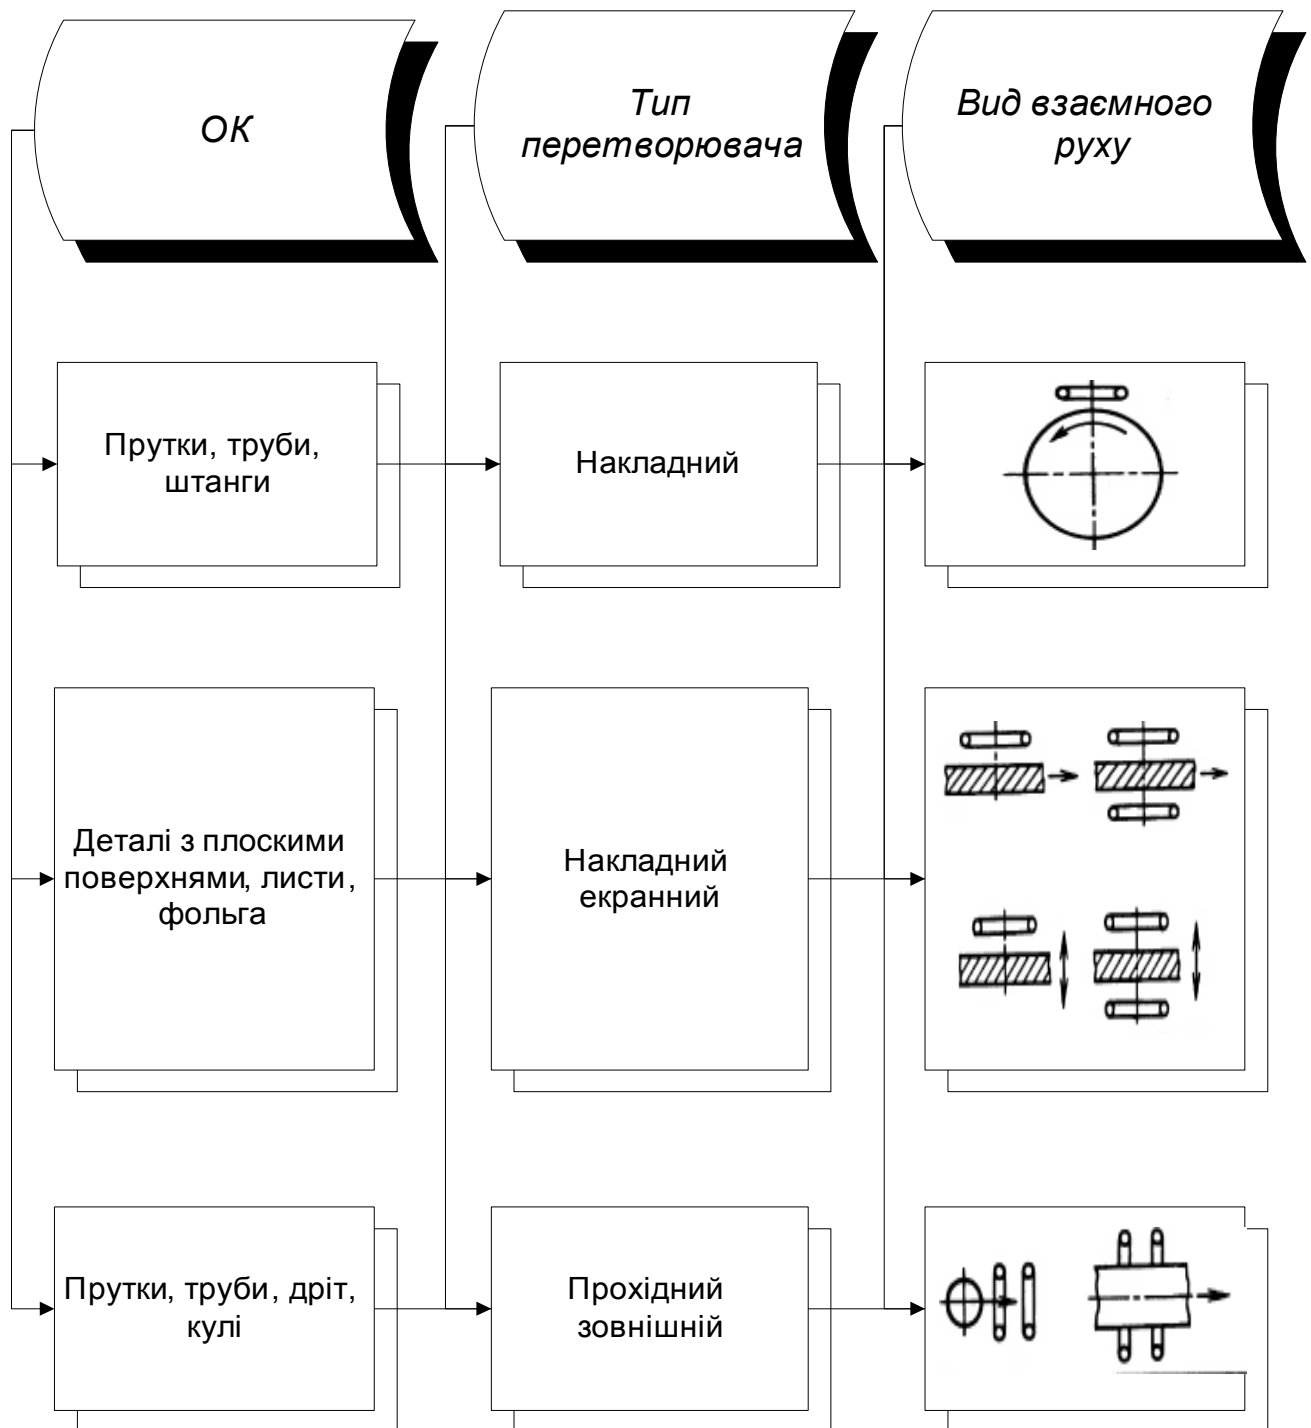 ОК
Тип
перетворювача
Вид взаємного
руху
Прутки, труби,
штанги
Накладний
Деталі з плоскими
поверхнями, листи,
фольга
Накладний
екранний
Прутки, труби, дріт,
кулі
Прохідний
зовнішній